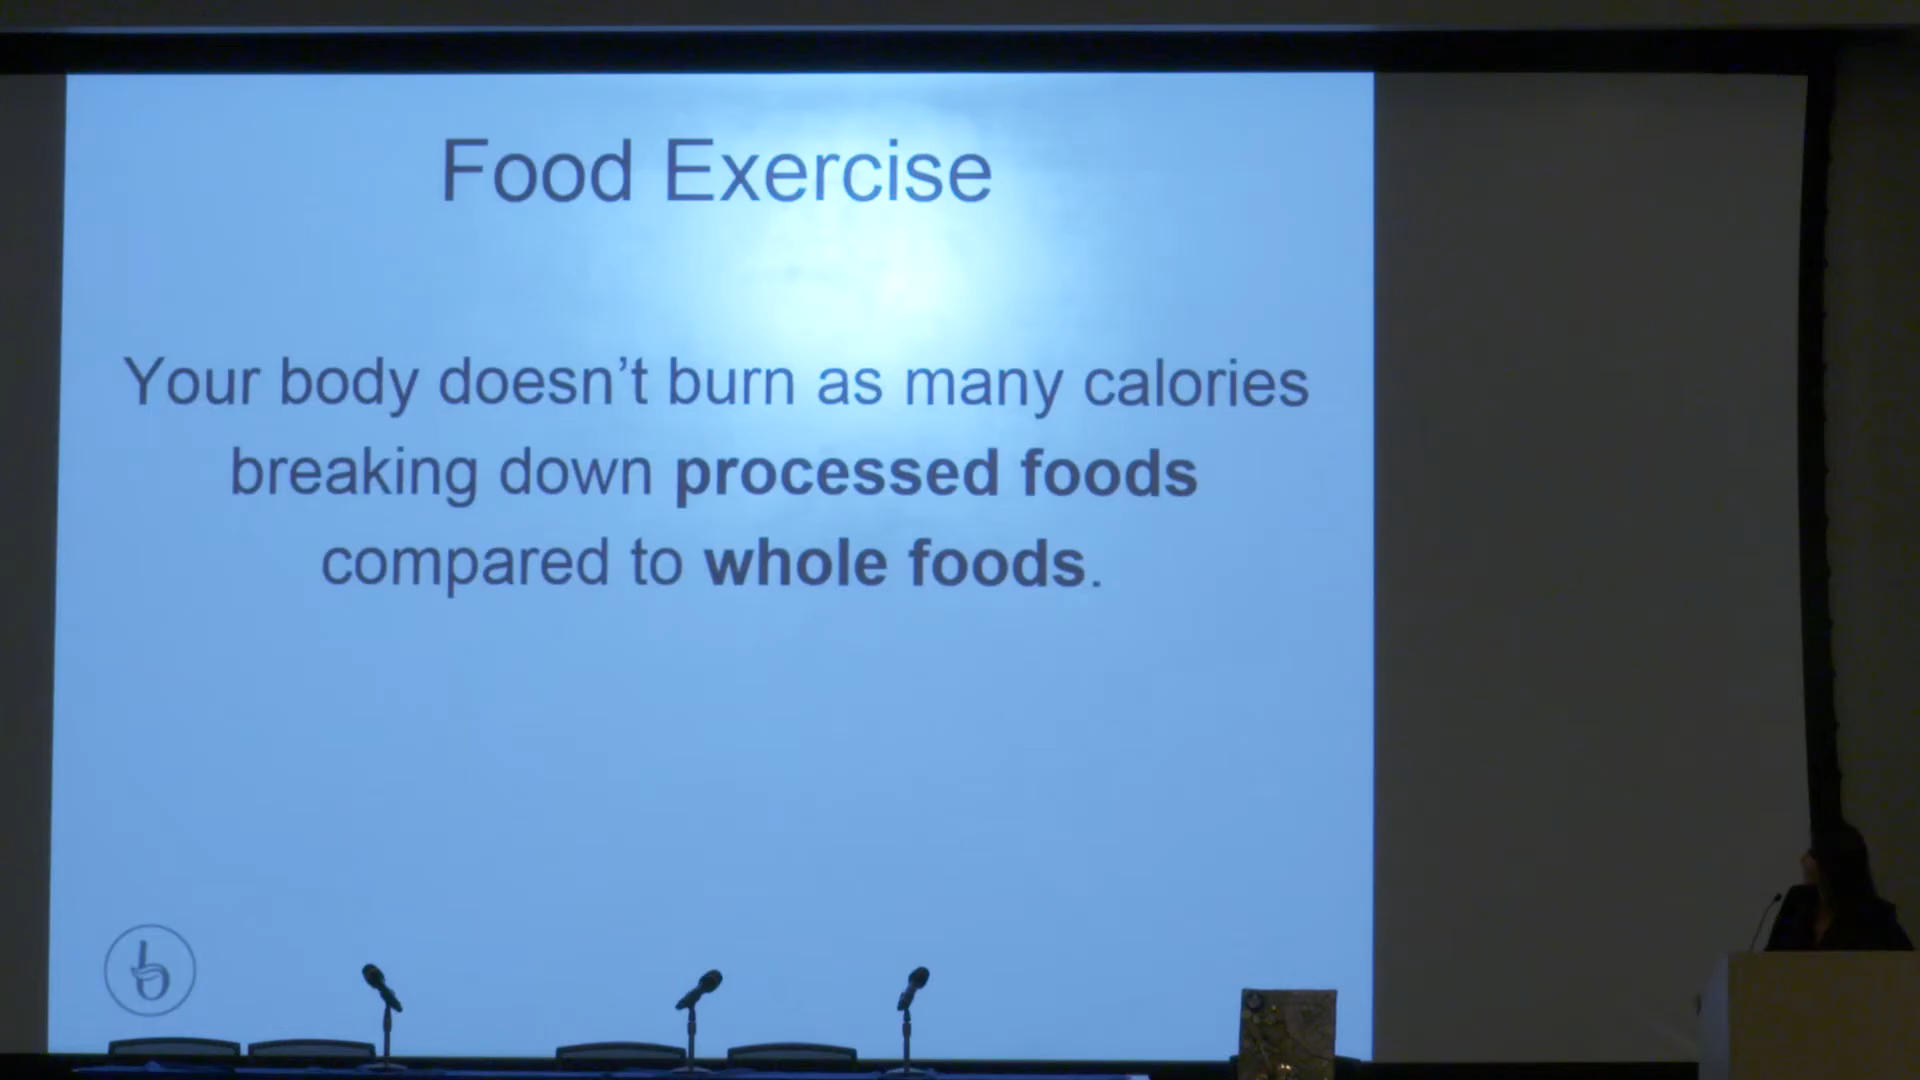 Food Exercise
Your body doesn’t burn as many calories
breaking down processed foods
compared to whole foods.
b